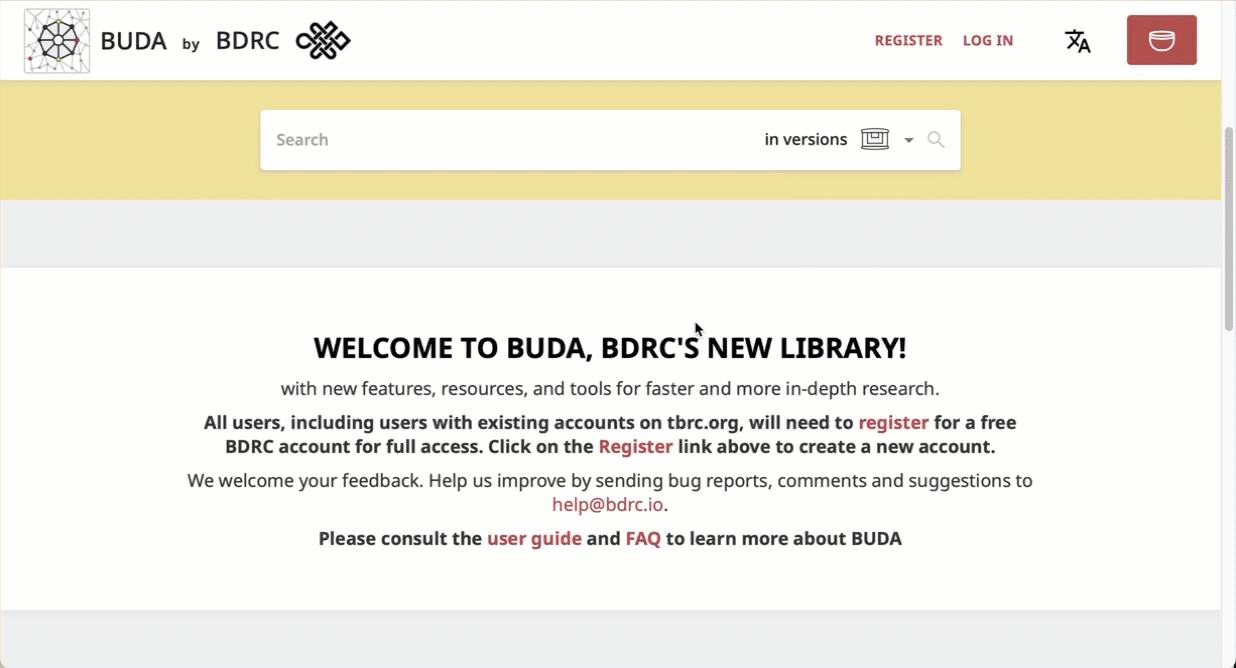 BUDA by BDRC
REGISTER LOG IN
Search in versions
WELCOME TO BUDA, BDRC'S NEW LIBRARY!
with new features, resources, and tools for faster and more in-depth research.
All users, including users with existing accounts on tbrc.org, will need to register for a free
BDRC account for full access. Click on the Register link above to create a new account.
We welcome your feedback. Help us improve by sending bug reports, comments and suggestions to
help@bdrc.io.
Please consult the user guide and FAQ to learn more about BUDA